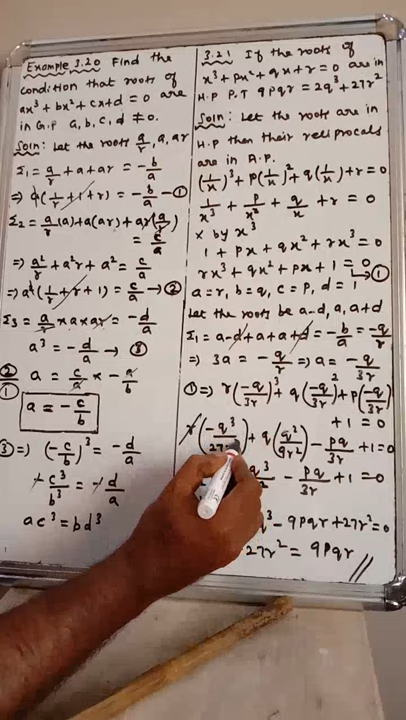 Example 3.20 Find the
condition that roots of
ax³ + bx² + cx + d = 0 are
in G.P a, b, c, d ≠ 0.
Soln: Let the roots a/r, a, ar
Σ₁ = a/r + a + ar = -b/a
⇒ a(1/r + 1 + r) = -b/a → ①
Σ₂ = a/r(a) + a(ar) + ar(a/r)
= c/a
⇒ a²/r + a²r + a² = c/a
⇒ a²(1/r + r + 1) = c/a → ②
Σ₃ = a/r × a × ar = -d/a
a³ = -d/a → ③
②/① a = c/a × -a/b
a = -c/b
③ ⇒ (-c/b)³ = -d/a
-c³/b³ = -d/a
ac³ = bd³
3.21 If the roots of
x³ + px² + qx + r = 0 are in
H.P P.T 9pqr = 2q³ + 27r²
Soln: Let the roots are in
H.P then their reciprocals
are in A.P.
(1/x)³ + p(1/x)² + q(1/x) + r = 0
1/x³ + p/x² + q/x + r = 0
× by x³
1 + px + qx² + rx³ = 0
rx³ + qx² + px + 1 = 0 → ①
a = r, b = q, c = p, d = 1
Let the roots be a-d, a, a+d
Σ₁ = a-d + a + a+d = -b/a = -q/r
⇒ 3a = -q/r ⇒ a = -q/3r
① ⇒ r(-q/3r)³ + q(-q/3r)² + p(-q/3r)
+ 1 = 0
r(-q³/27) + q(q²/9r²) - pq/3r + 1 = 0
q³ - pq/3r + 1 = 0
q³ - 9pqr + 27r² = 0
27r² = 9pqr